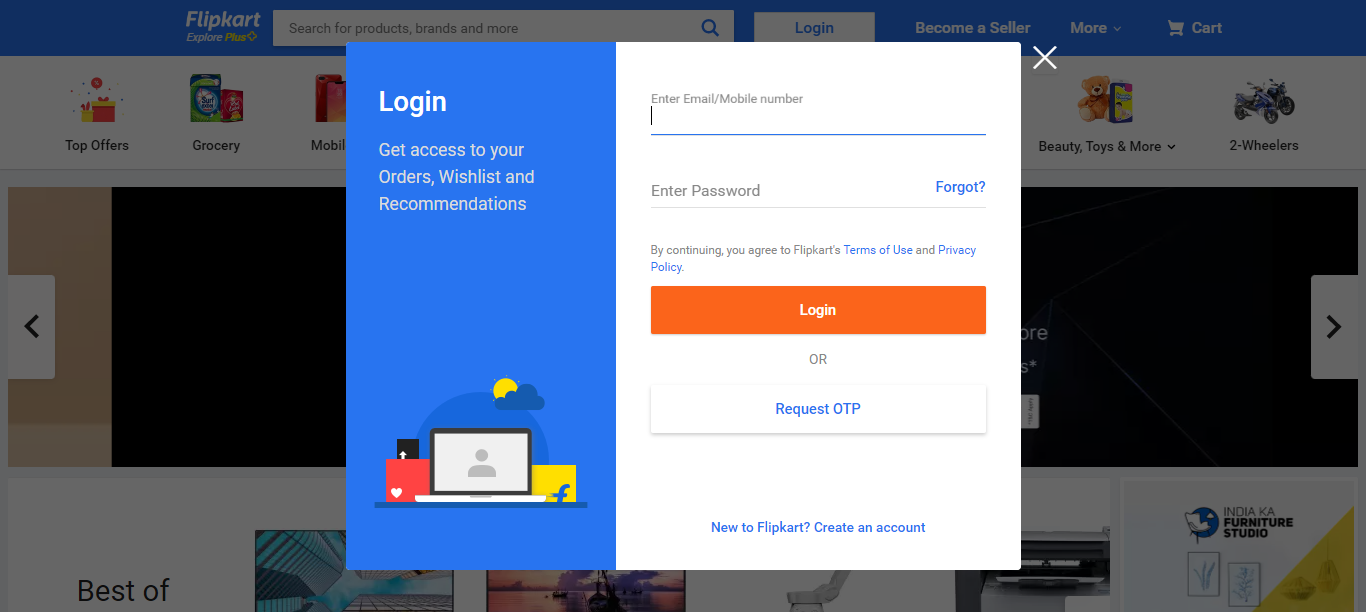 Flipkart
Explore Plus
Search for products, brands and more
Login
Become a Seller
More
Cart
Top Offers
Grocery
Mobil
Beauty, Toys & More
2-Wheelers
Login
Get access to your
Orders, Wishlist and
Recommendations
Enter Email/Mobile number
Enter Password
Forgot?
By continuing, you agree to Flipkart's Terms of Use and Privacy
Policy.
Login
OR
Request OTP
New to Flipkart? Create an account
ore
s*
Best of
INDIA KA
FURNITURE
STUDIO